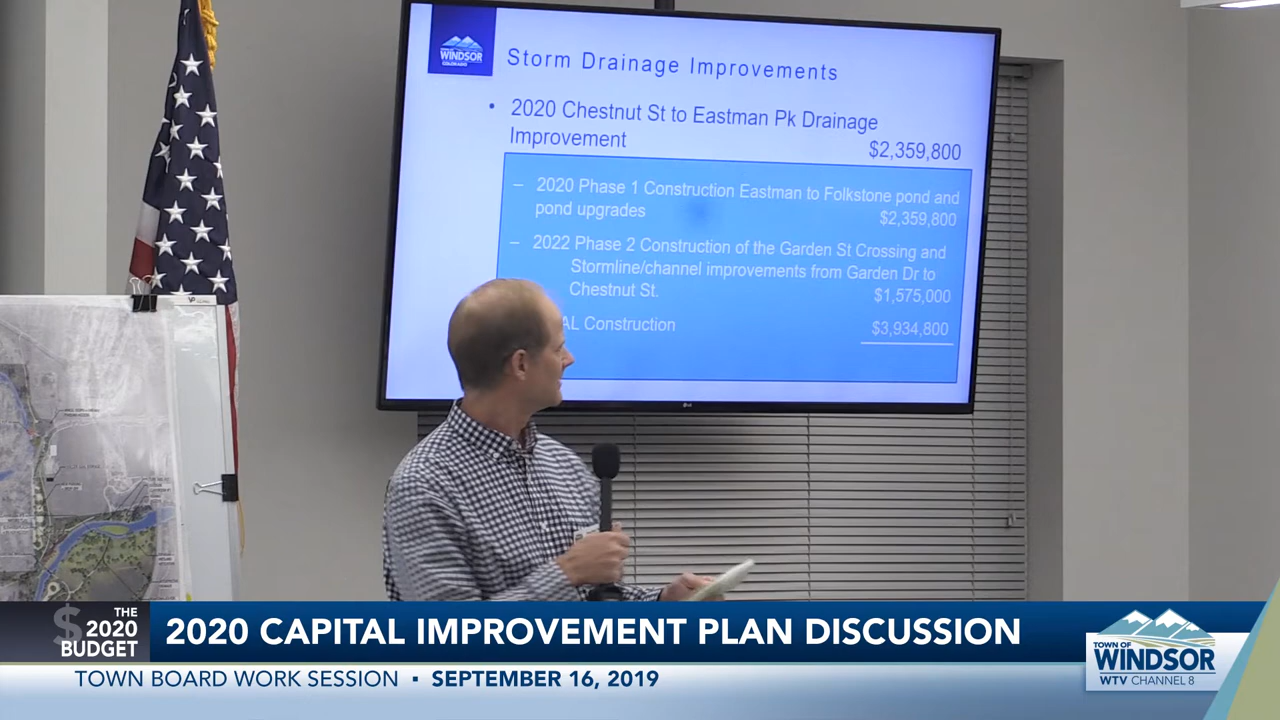 WINDSOR
COLORADO
Storm Drainage Improvements
• 2020 Chestnut St to Eastman Pk Drainage
Improvement $2,359,800
– 2020 Phase 1 Construction Eastman to Folkstone pond and
pond upgrades $2,359,800
– 2022 Phase 2 Construction of the Garden St Crossing and
Stormline/channel improvements from Garden Dr to
Chestnut St. $1,575,000
AL Construction $3,934,800
LG
THE
$ 2020
BUDGET
2020 CAPITAL IMPROVEMENT PLAN DISCUSSION
TOWN BOARD WORK SESSION ▪ SEPTEMBER 16, 2019
TOWN OF
WINDSOR
WTV CHANNEL 8